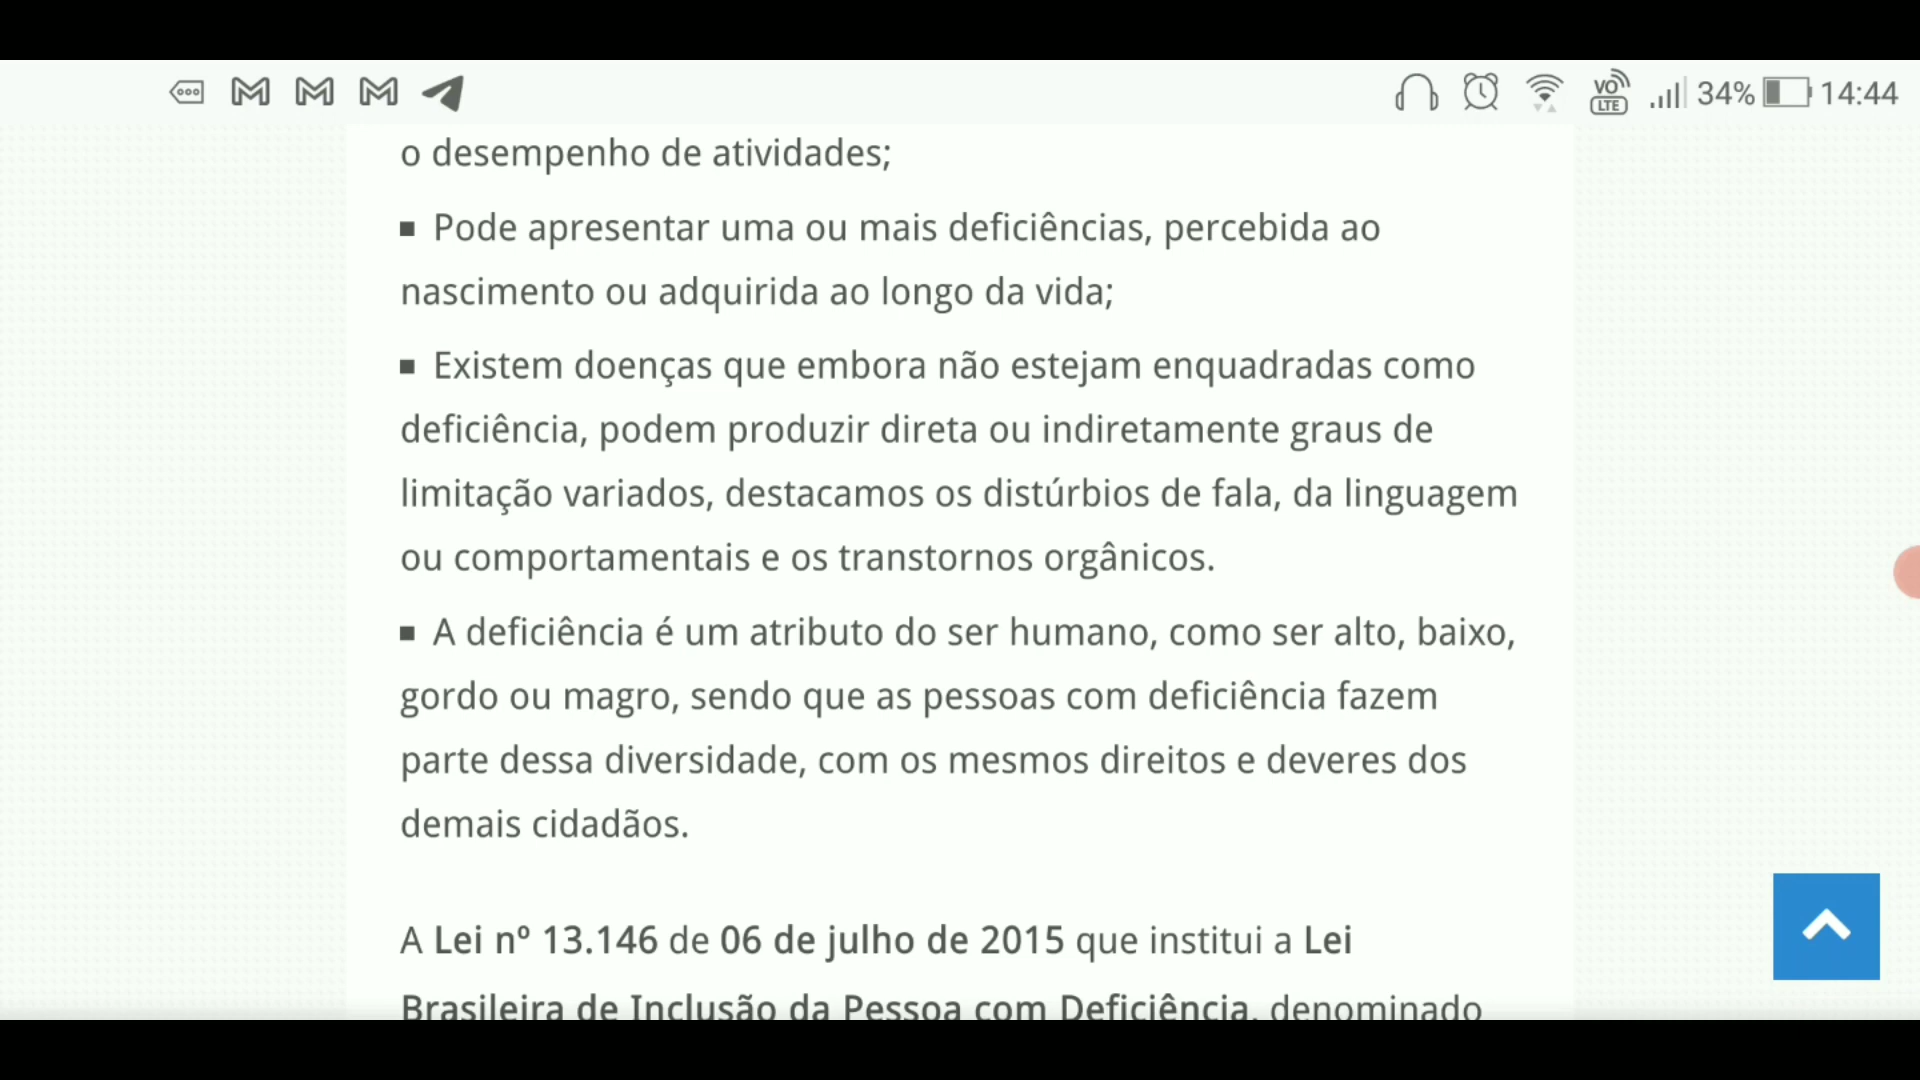 VO
LTE
34%
14:44
o desempenho de atividades;
▪ Pode apresentar uma ou mais deficiências, percebida ao
nascimento ou adquirida ao longo da vida;
▪ Existem doenças que embora não estejam enquadradas como
deficiência, podem produzir direta ou indiretamente graus de
limitação variados, destacamos os distúrbios de fala, da linguagem
ou comportamentais e os transtornos orgânicos.
▪ A deficiência é um atributo do ser humano, como ser alto, baixo,
gordo ou magro, sendo que as pessoas com deficiência fazem
parte dessa diversidade, com os mesmos direitos e deveres dos
demais cidadãos.
A Lei nº 13.146 de 06 de julho de 2015 que institui a Lei
Brasileira de Inclusão da Pessoa com Deficiência, denominado